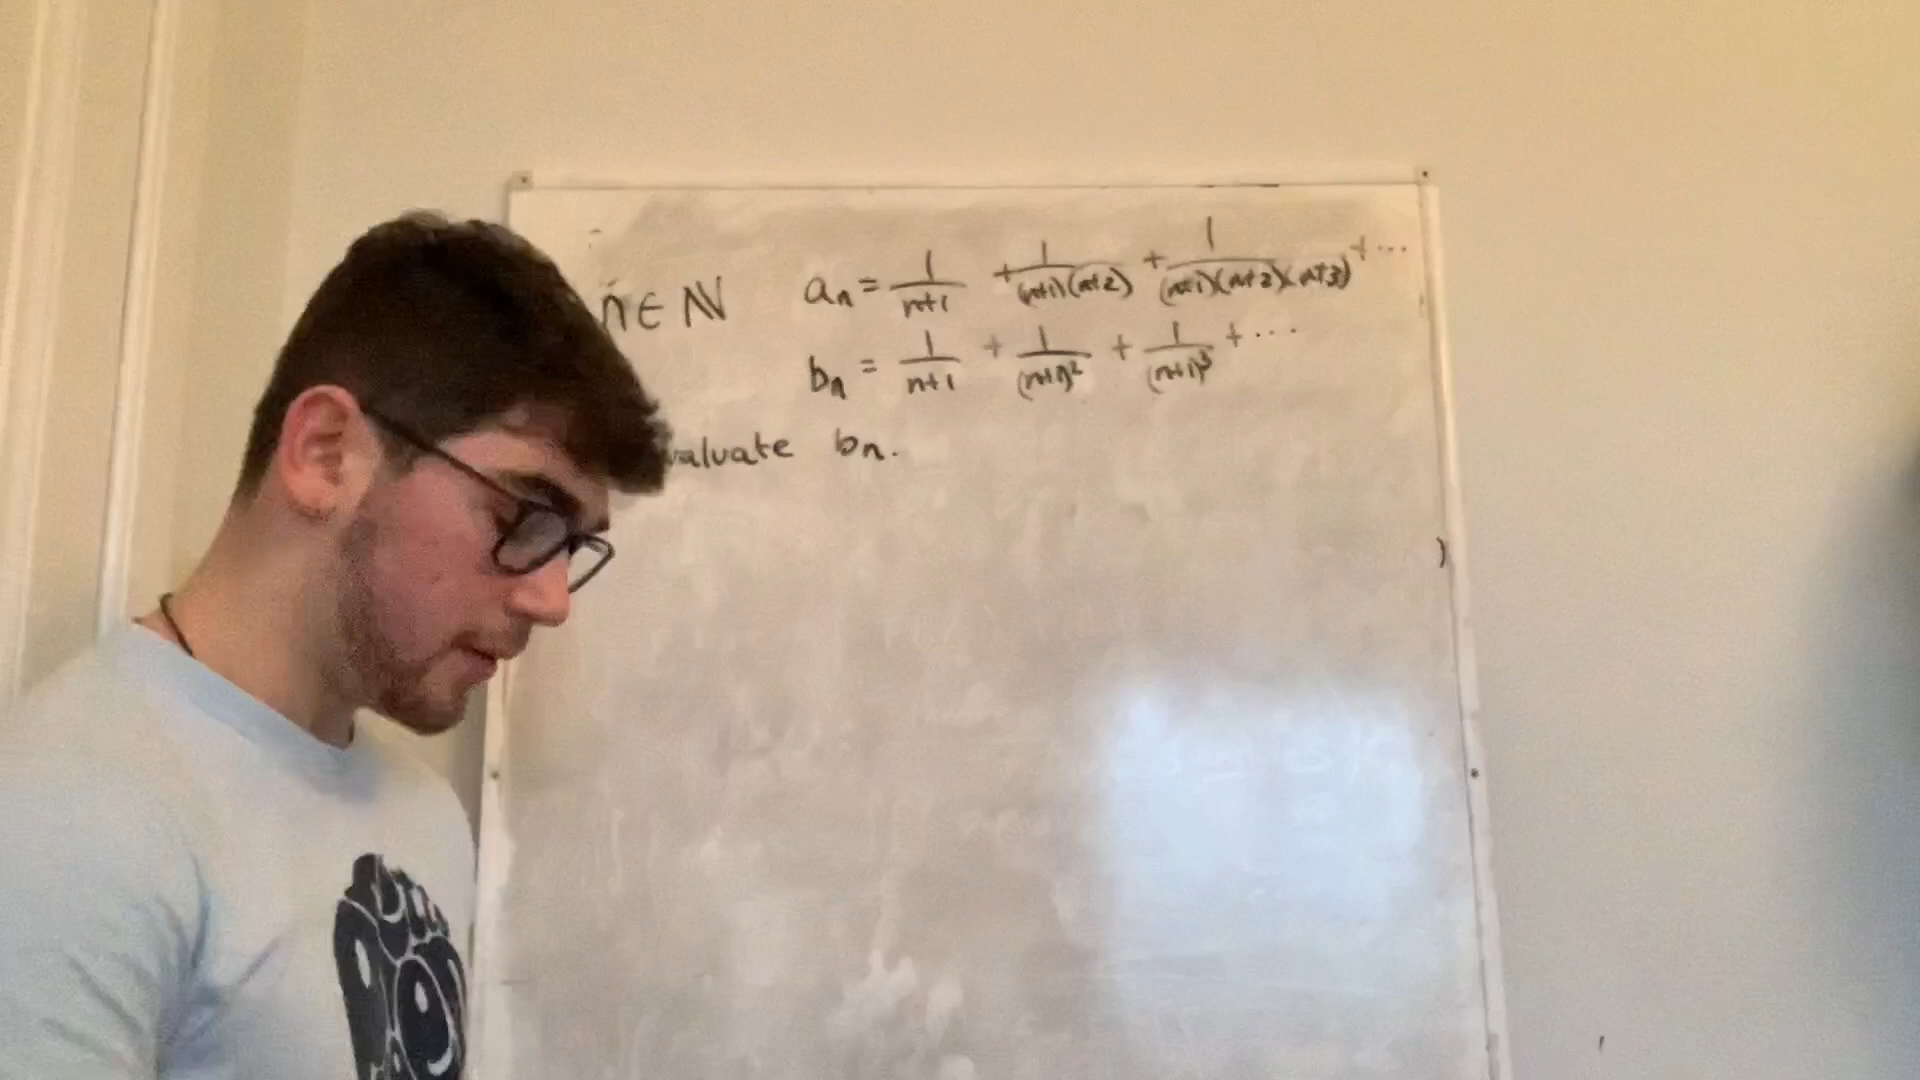 n ∈ ℕ aₙ = 1/(n+1) + 1/((n+1)(n+2)) + 1/((n+1)(n+2)(n+3)) + ...
bₙ = 1/(n+1) + 1/(n+1)² + 1/(n+1)³ + ...
valuate bₙ.